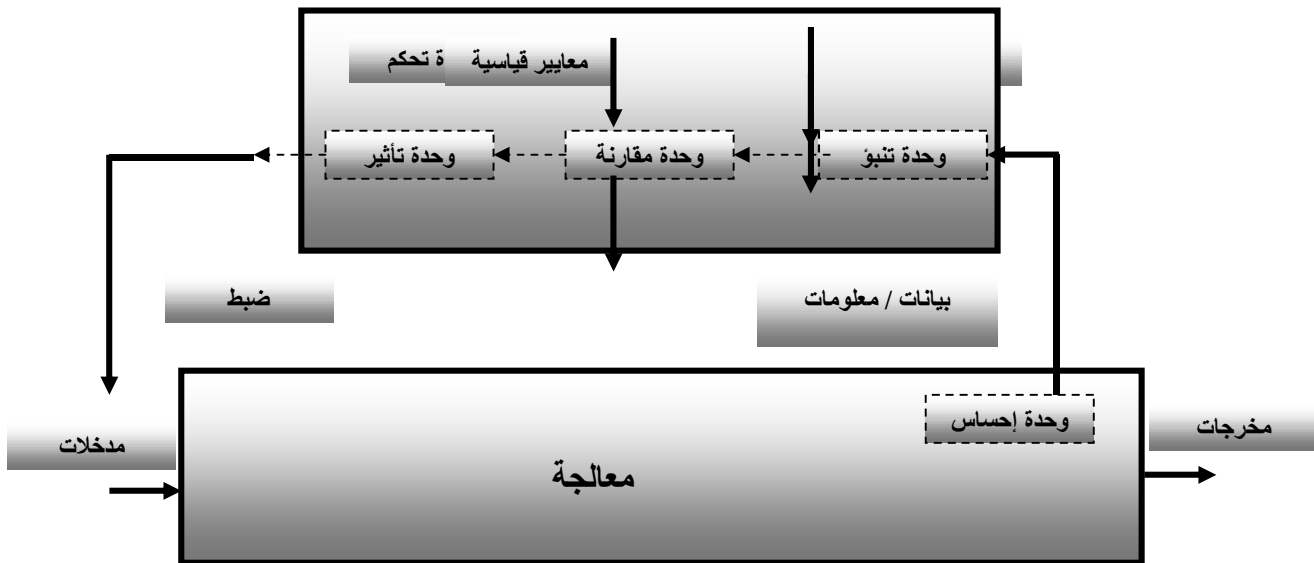 معايير قياسية
ة تحكم
وحدة تنبؤ
وحدة مقارنة
وحدة تأثير
بيانات / معلومات
ضبط
وحدة إحساس
مدخلات
معالجة
مخرجات